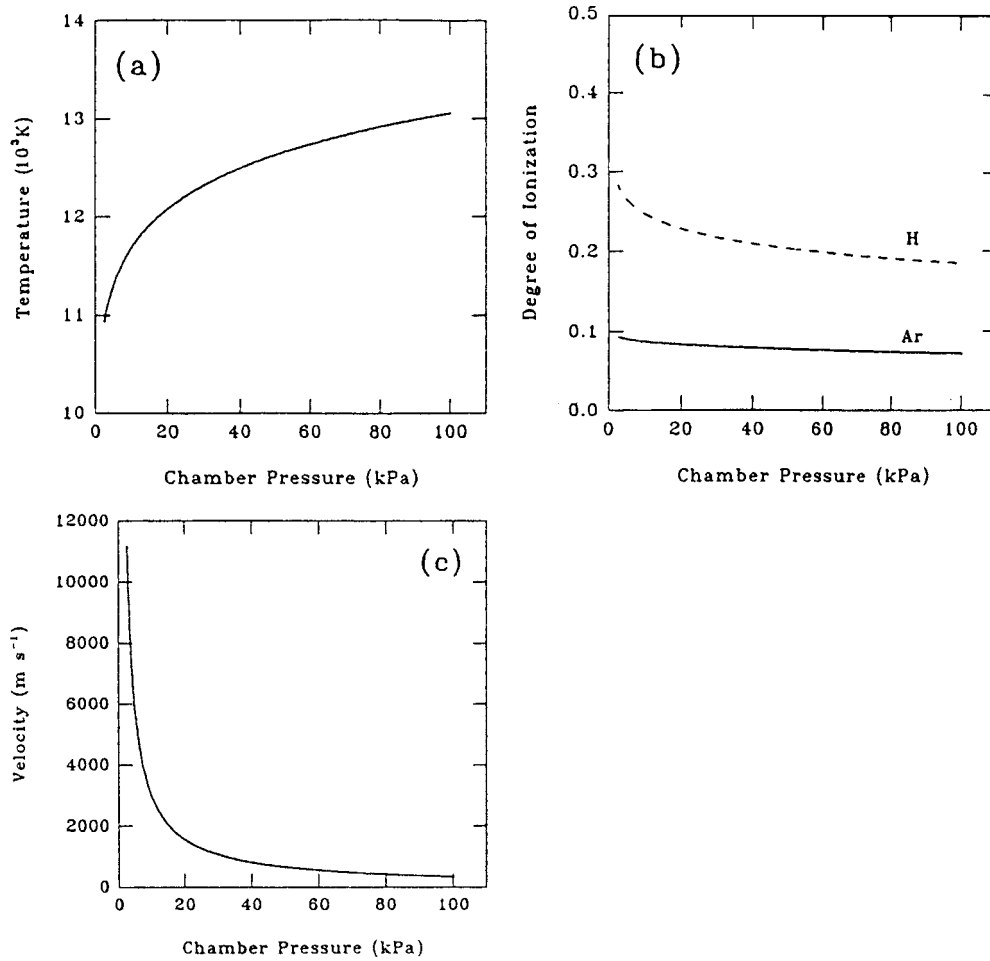 (a)
14
13
12
11
10
Temperature (10³K)
0 20 40 60 80 100
Chamber Pressure (kPa)
(b)
0.5
0.4
0.3
0.2
0.1
0.0
Degree of Ionization
H
Ar
0 20 40 60 80 100
Chamber Pressure (kPa)
(c)
12000
10000
8000
6000
4000
2000
0
Velocity (m s⁻¹)
0 20 40 60 80 100
Chamber Pressure (kPa)